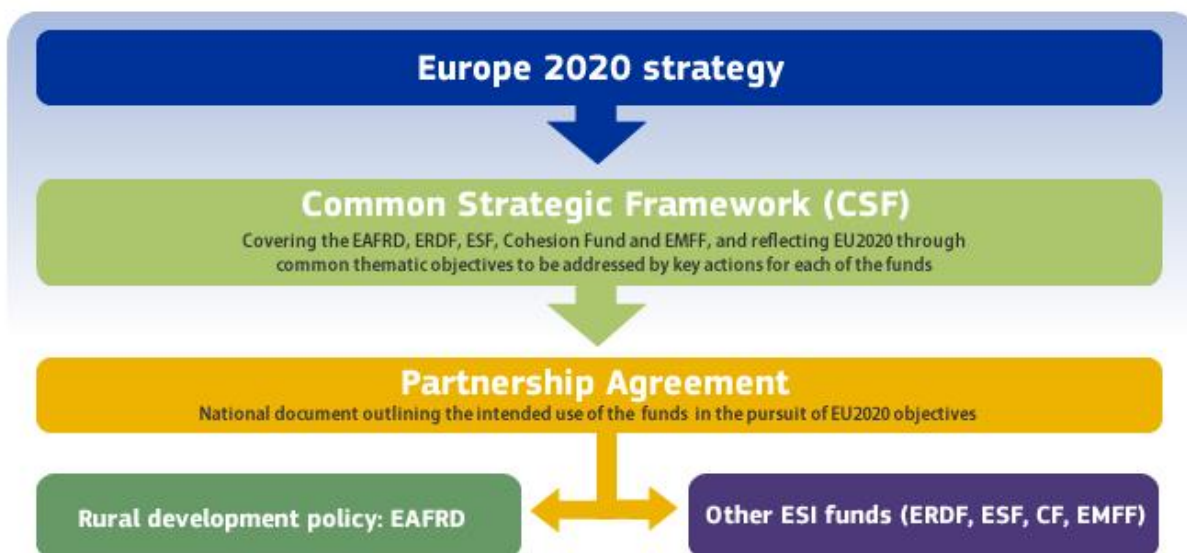 Europe 2020 strategy
Common Strategic Framework (CSF)
Covering the EAFRD, ERDF, ESF, Cohesion Fund and EMFF, and reflecting EU2020 through
common thematic objectives to be addressed by key actions for each of the funds
Partnership Agreement
National document outlining the intended use of the funds in the pursuit of EU2020 objectives
Rural development policy: EAFRD
Other ESI funds (ERDF, ESF, CF, EMFF)